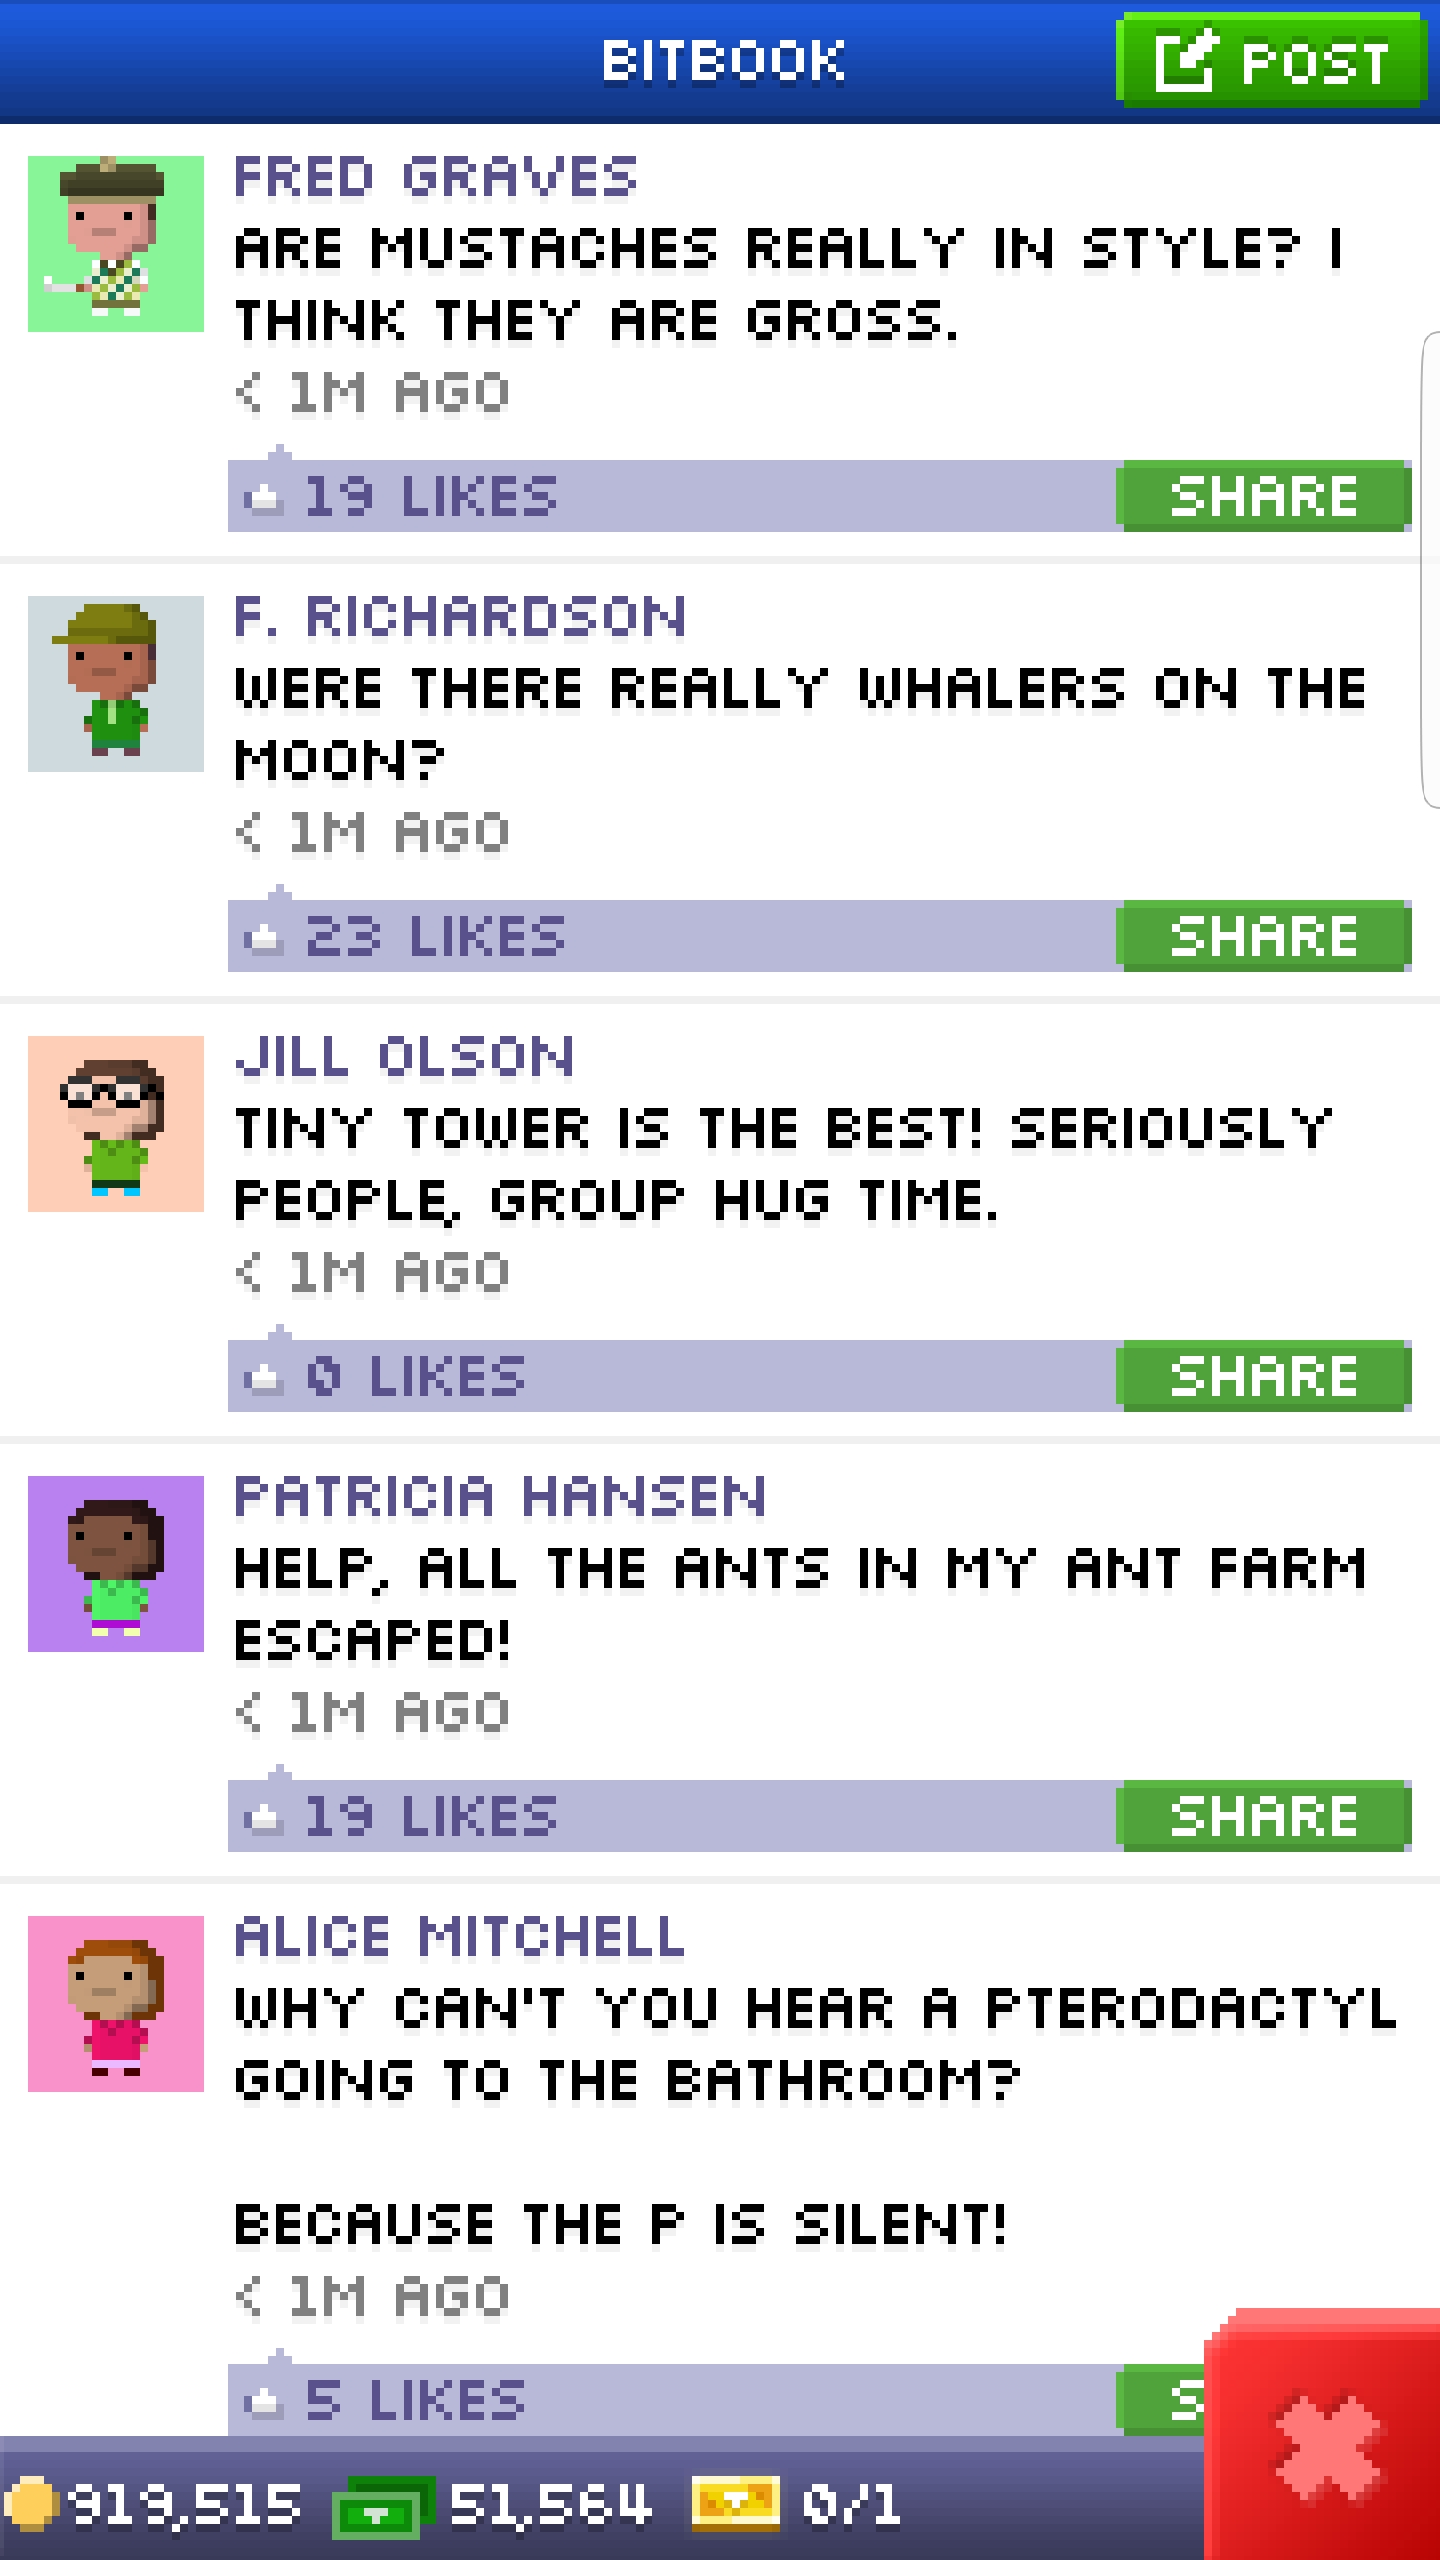 BITBOOK
POST
FRED GRAVES
ARE MUSTACHES REALLY IN STYLE? I
THINK THEY ARE GROSS.
< 1M AGO
19 LIKES
SHARE
F. RICHARDSON
WERE THERE REALLY WHALERS ON THE
MOON?
< 1M AGO
23 LIKES
SHARE
JILL OLSON
TINY TOWER IS THE BEST! SERIOUSLY
PEOPLE, GROUP HUG TIME.
< 1M AGO
0 LIKES
SHARE
PATRICIA HANSEN
HELP, ALL THE ANTS IN MY ANT FARM
ESCAPED!
< 1M AGO
19 LIKES
SHARE
ALICE MITCHELL
WHY CAN'T YOU HEAR A PTERODACTYL
GOING TO THE BATHROOM?
BECAUSE THE P IS SILENT!
< 1M AGO
5 LIKES
S
919,515
51,564
0/1